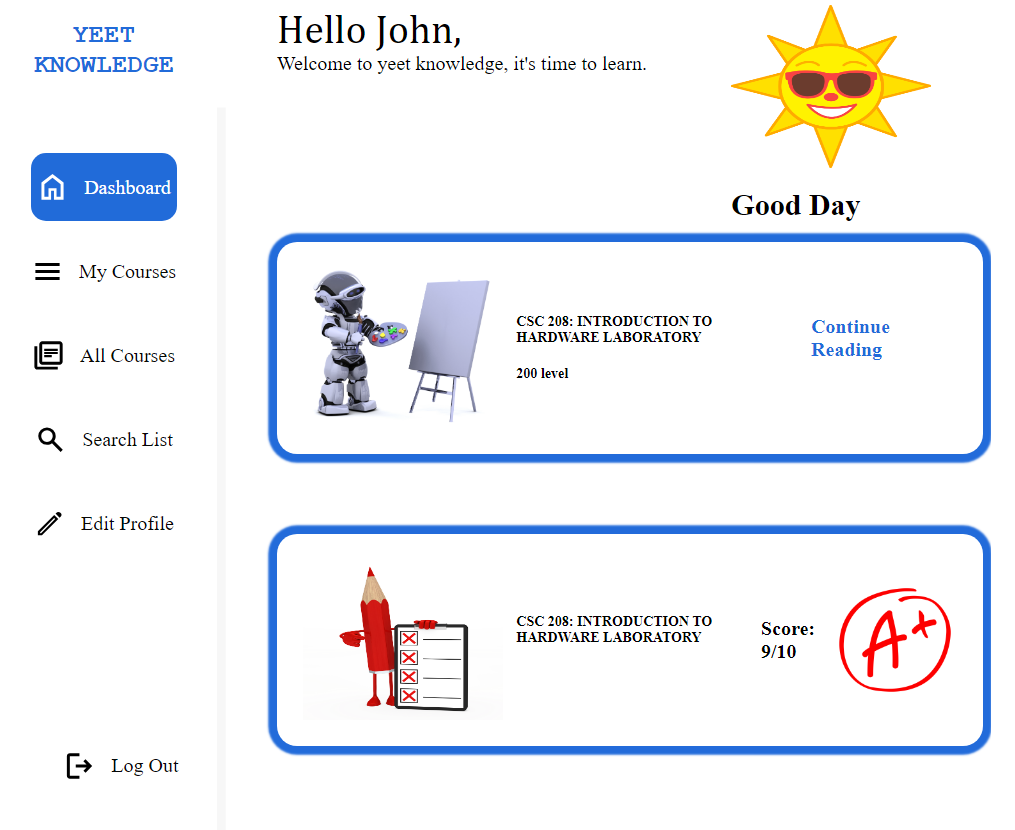 YEET
KNOWLEDGE
Hello John,
Welcome to yeet knowledge, it's time to learn.
Good Day
Dashboard
My Courses
All Courses
Search List
Edit Profile
Log Out
CSC 208: INTRODUCTION TO
HARDWARE LABORATORY
200 level
Continue
Reading
CSC 208: INTRODUCTION TO
HARDWARE LABORATORY
Score:
9/10
A+